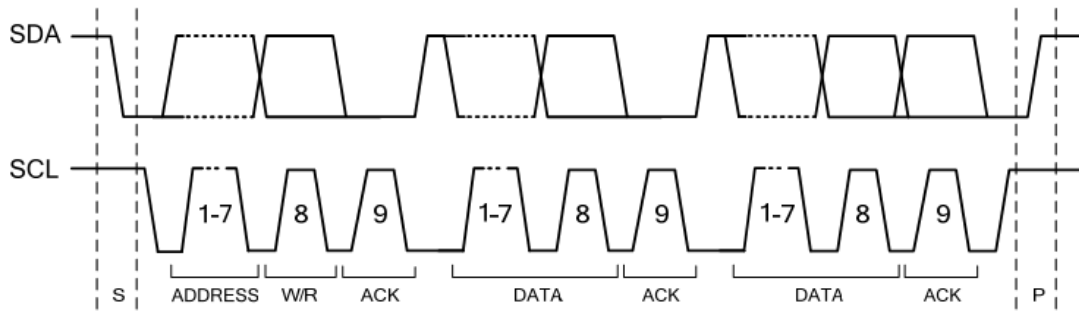 SDA
SCL
1-7 8 9 1-7 8 9 1-7 8 9
S ADDRESS W/R ACK DATA ACK DATA ACK P